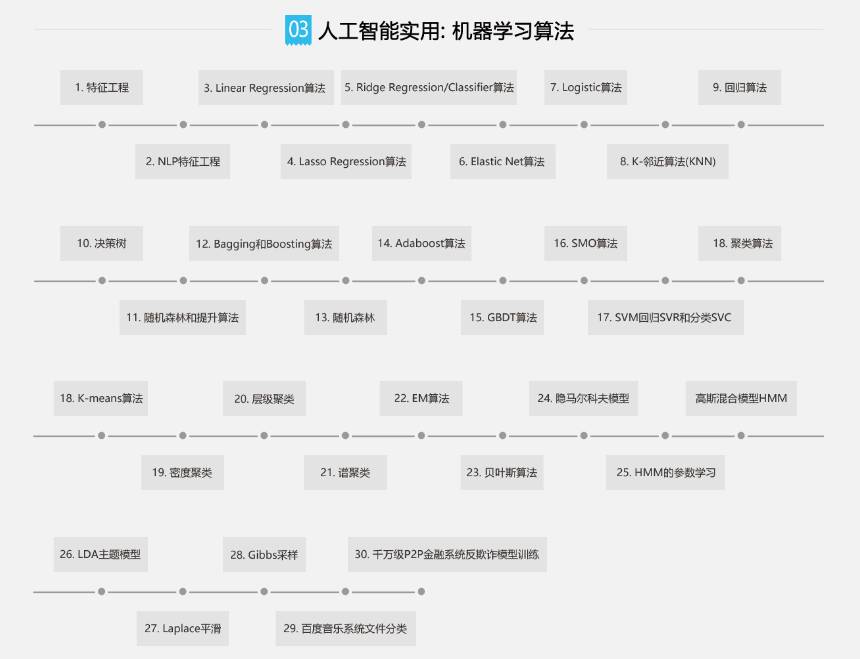 03 人工智能实用: 机器学习算法
1. 特征工程
2. NLP特征工程
3. Linear Regression算法
4. Lasso Regression算法
5. Ridge Regression/Classifier算法
6. Elastic Net算法
7. Logistic算法
8. K-邻近算法(KNN)
9. 回归算法
10. 决策树
11. 随机森林和提升算法
12. Bagging和Boosting算法
13. 随机森林
14. Adaboost算法
15. GBDT算法
16. SMO算法
17. SVM回归SVR和分类SVC
18. 聚类算法
18. K-means算法
19. 密度聚类
20. 层级聚类
21. 谱聚类
22. EM算法
23. 贝叶斯算法
24. 隐马尔科夫模型
25. HMM的参数学习
高斯混合模型HMM
26. LDA主题模型
27. Laplace平滑
28. Gibbs采样
29. 百度音乐系统文件分类
30. 千万级P2P金融系统反欺诈模型训练